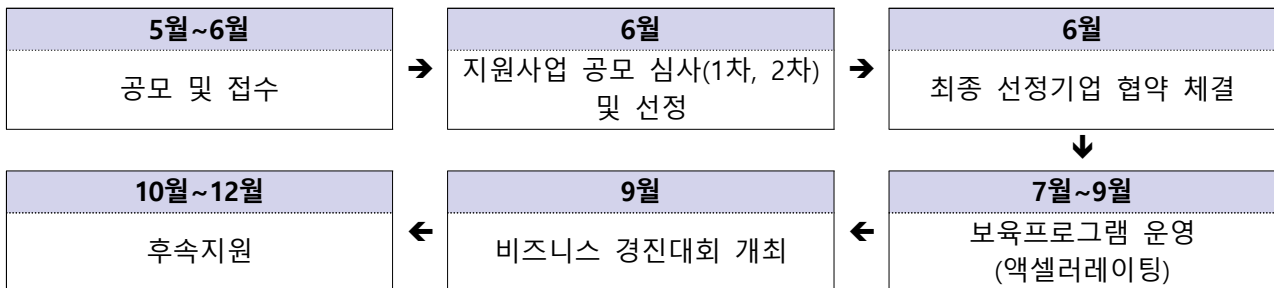 5월~6월
공모 및 접수
➔
6월
지원사업 공모 심사(1차, 2차)
및 선정
➔
6월
최종 선정기업 협약 체결
7월~9월
보육프로그램 운영
(액셀러레이팅)
9월
비즈니스 경진대회 개최
10월~12월
후속지원